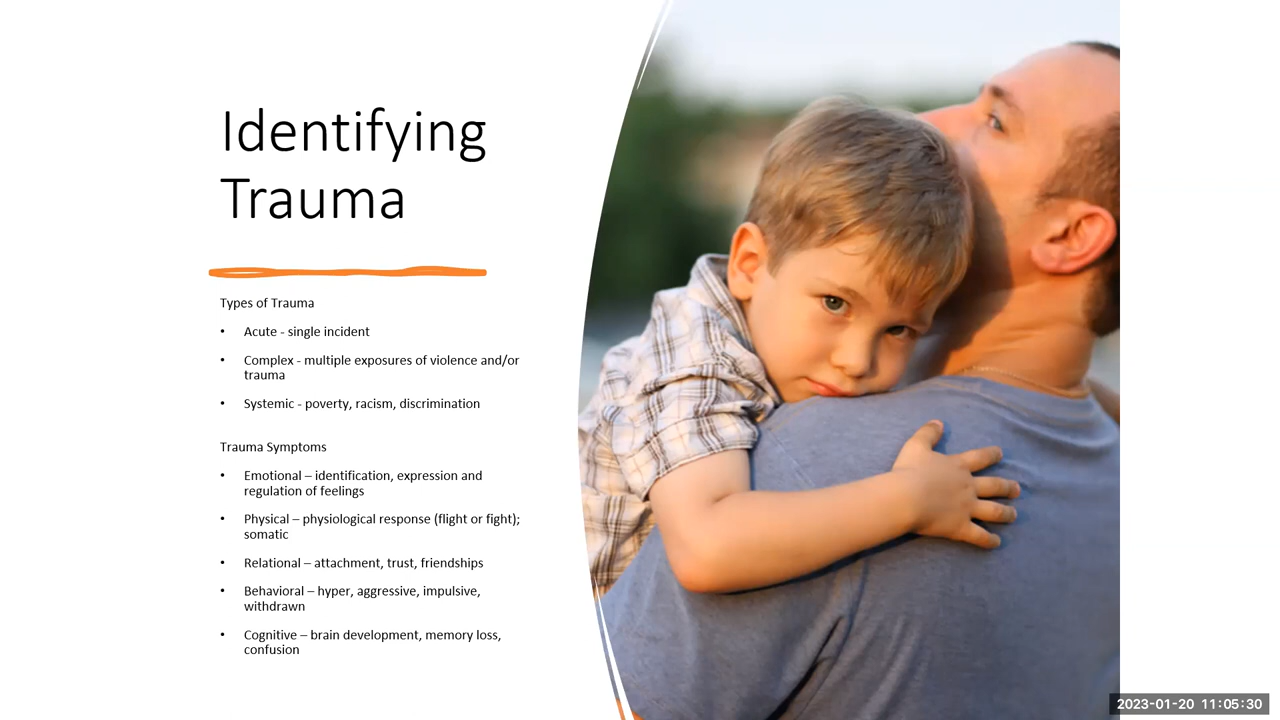 Identifying
Trauma
Types of Trauma
• Acute - single incident
• Complex - multiple exposures of violence and/or
trauma
• Systemic - poverty, racism, discrimination
Trauma Symptoms
• Emotional – identification, expression and
regulation of feelings
• Physical – physiological response (flight or fight);
somatic
• Relational – attachment, trust, friendships
• Behavioral – hyper, aggressive, impulsive,
withdrawn
• Cognitive – brain development, memory loss,
confusion
2023-01-20 11:05:30